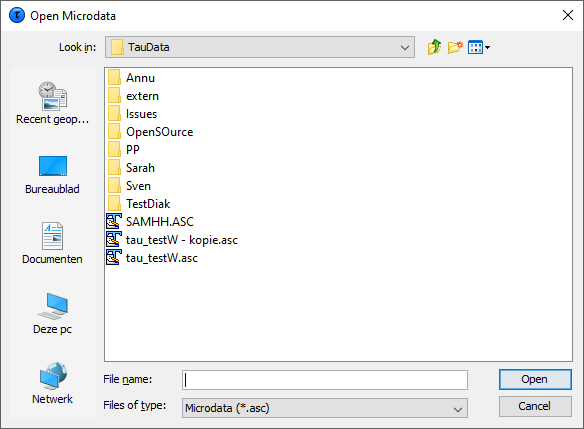 Open Microdata
Look in: TauData
Recent geop...
Bureaublad
Documenten
Deze pc
Netwerk
Annu
extern
Issues
OpenSOurce
PP
Sarah
Sven
TestDiak
SAMHH.ASC
tau_testW - kopie.asc
tau_testW.asc
File name:
Open
Files of type: Microdata (*.asc)
Cancel